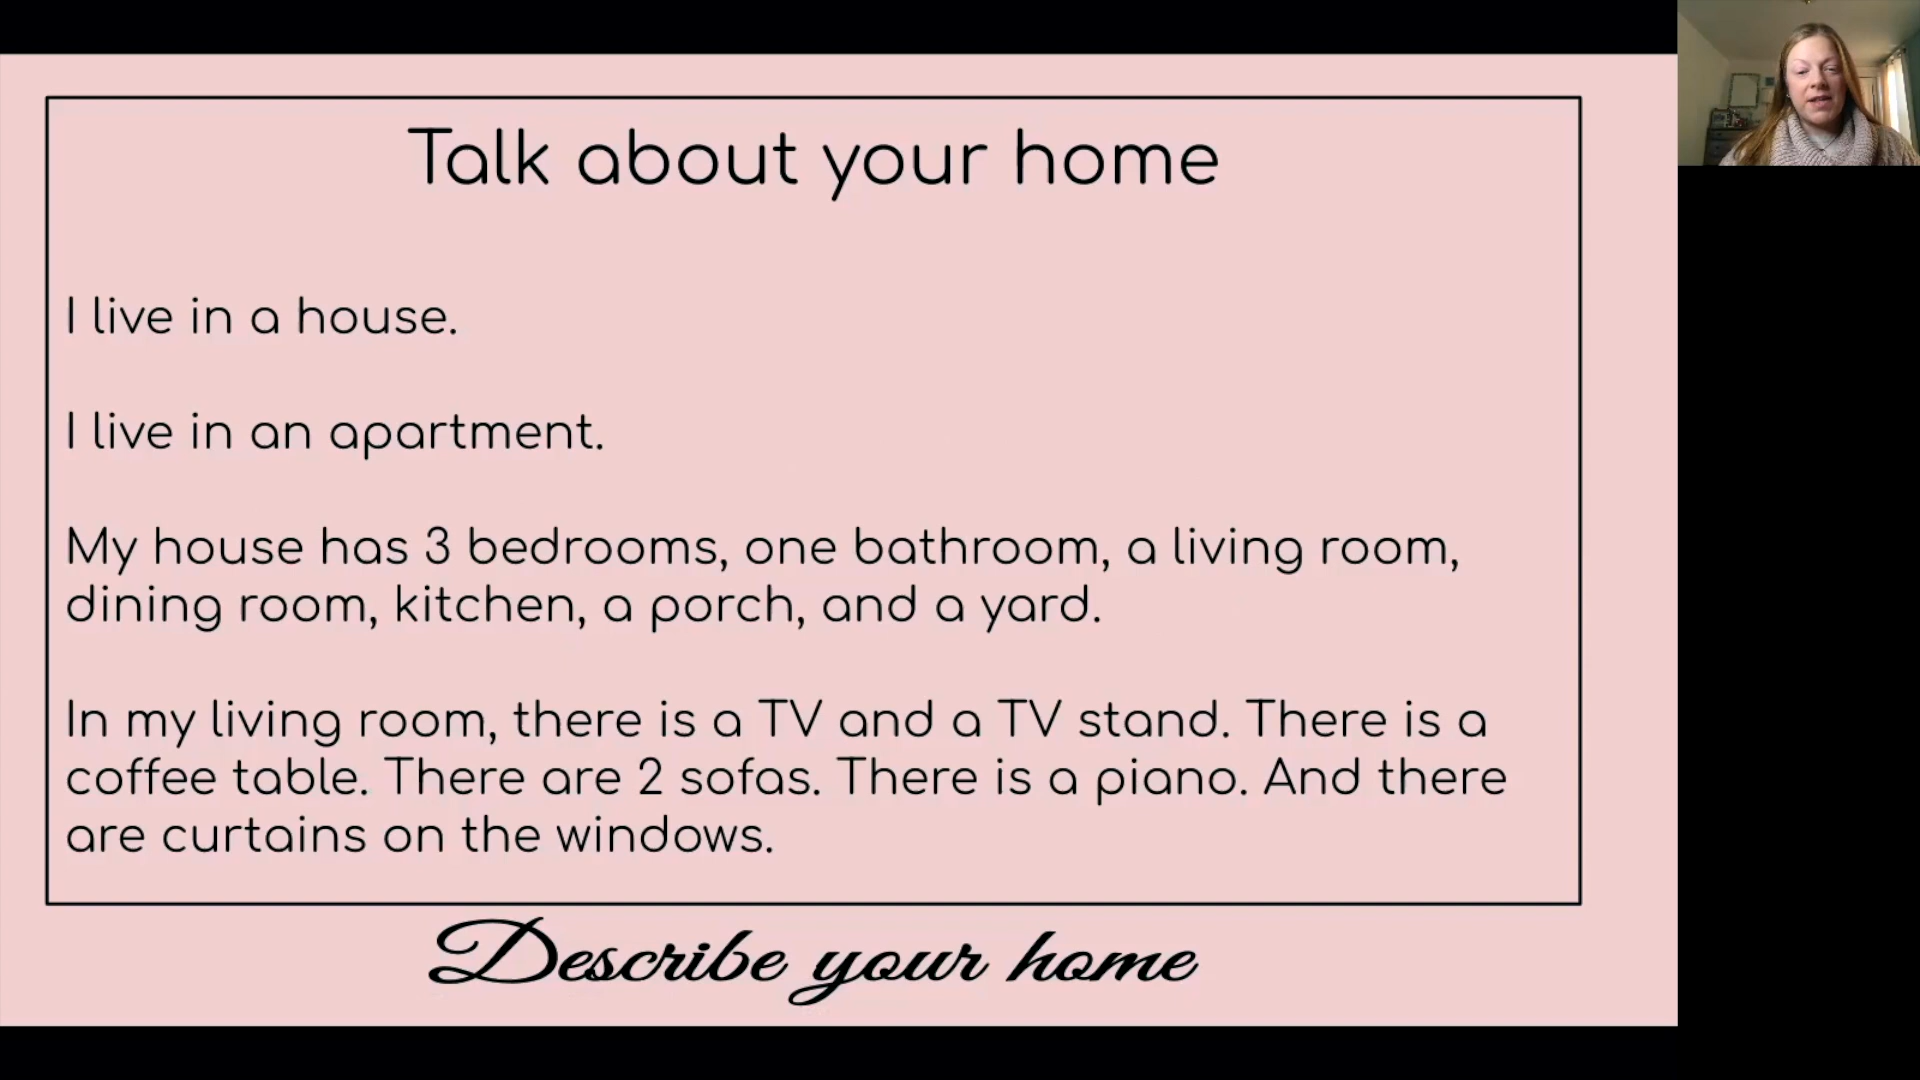 Talk about your home
I live in a house.
I live in an apartment.
My house has 3 bedrooms, one bathroom, a living room,
dining room, kitchen, a porch, and a yard.
In my living room, there is a TV and a TV stand. There is a
coffee table. There are 2 sofas. There is a piano. And there
are curtains on the windows.
Describe your home